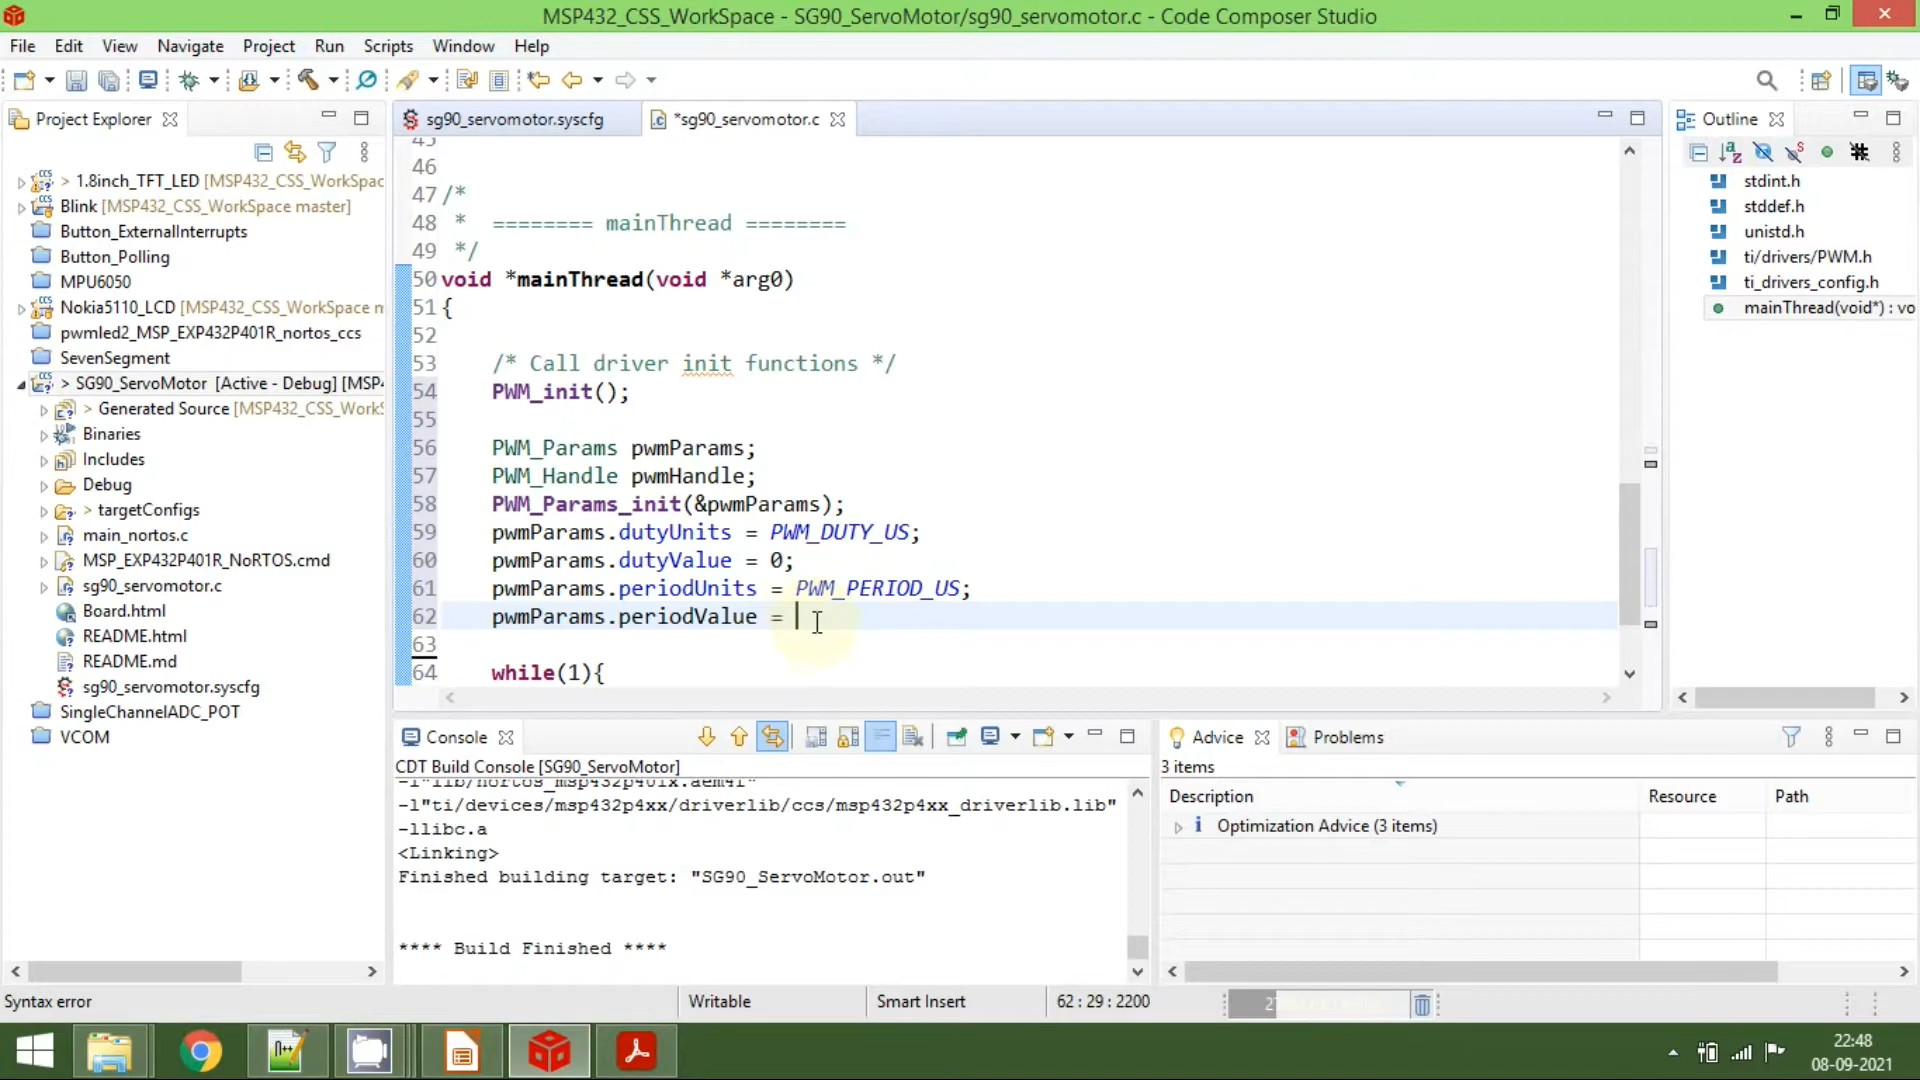 MSP432_CSS_WorkSpace - SG90_ServoMotor/sg90_servomotor.c - Code Composer Studio
File Edit View Navigate Project Run Scripts Window Help
Project Explorer
> 1.8inch_TFT_LED [MSP432_CSS_WorkSpac
Blink [MSP432_CSS_WorkSpace master]
Button_ExternalInterrupts
Button_Polling
MPU6050
Nokia5110_LCD [MSP432_CSS_WorkSpace m
pwmled2_MSP_EXP432P401R_nortos_ccs
SevenSegment
> SG90_ServoMotor [Active - Debug] [MSP4
> Generated Source [MSP432_CSS_WorkS
Binaries
Includes
Debug
> targetConfigs
main_nortos.c
MSP_EXP432P401R_NoRTOS.cmd
sg90_servomotor.c
Board.html
README.html
README.md
sg90_servomotor.syscfg
SingleChannelADC_POT
VCOM
sg90_servomotor.syscfg *sg90_servomotor.c
45
46
47 /*
48 * ======== mainThread ========
49 */
50 void *mainThread(void *arg0)
51 {
52
53 /* Call driver init functions */
54 PWM_init();
55
56 PWM_Params pwmParams;
57 PWM_Handle pwmHandle;
58 PWM_Params_init(&pwmParams);
59 pwmParams.dutyUnits = PWM_DUTY_US;
60 pwmParams.dutyValue = 0;
61 pwmParams.periodUnits = PWM_PERIOD_US;
62 pwmParams.periodValue =
63
64 while(1){
Outline
stdint.h
stddef.h
unistd.h
ti/drivers/PWM.h
ti_drivers_config.h
mainThread(void*) : vo
Console
CDT Build Console [SG90_ServoMotor]
-l"lib/nortos_msp432p401x.aem4f"
-l"ti/devices/msp432p4xx/driverlib/ccs/msp432p4xx_driverlib.lib"
-llibc.a
<Linking>
Finished building target: "SG90_ServoMotor.out"
**** Build Finished ****
Advice Problems
3 items
Description Resource Path
Optimization Advice (3 items)
Syntax error Writable Smart Insert 62 : 29 : 2200
22:48
08-09-2021